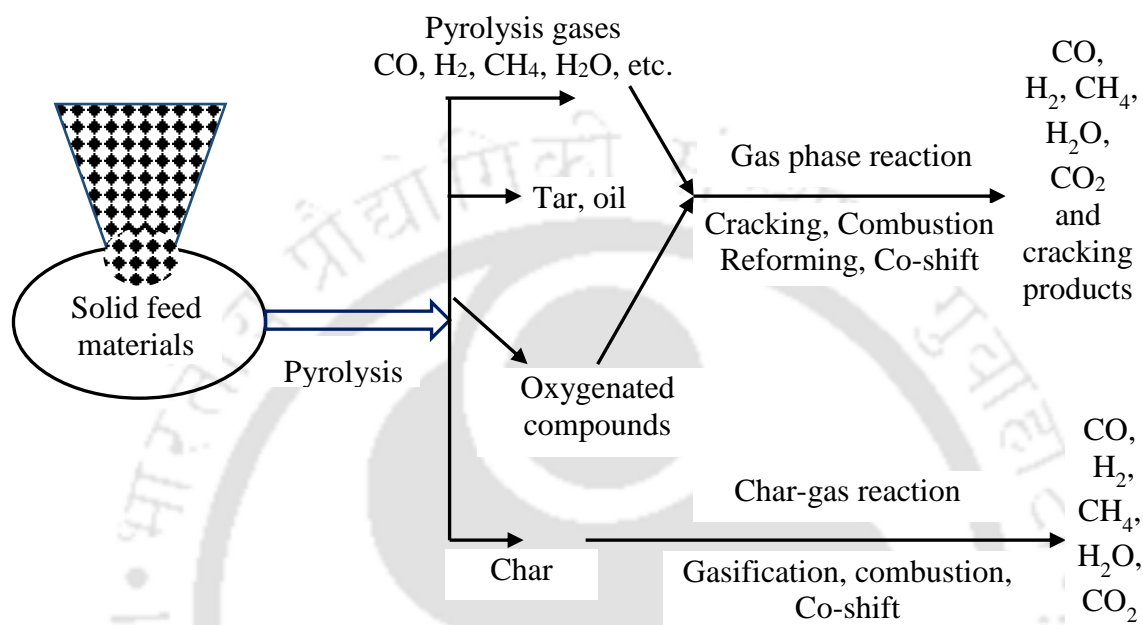 Pyrolysis gases
CO, H₂, CH₄, H₂O, etc.
Tar, oil
Solid feed
materials
Pyrolysis
Oxygenated
compounds
Char
Gas phase reaction
Cracking, Combustion
Reforming, Co-shift
CO,
H₂, CH₄,
H₂O,
CO₂
and
cracking
products
Char-gas reaction
Gasification, combustion,
Co-shift
CO,
H₂,
CH₄,
H₂O,
CO₂